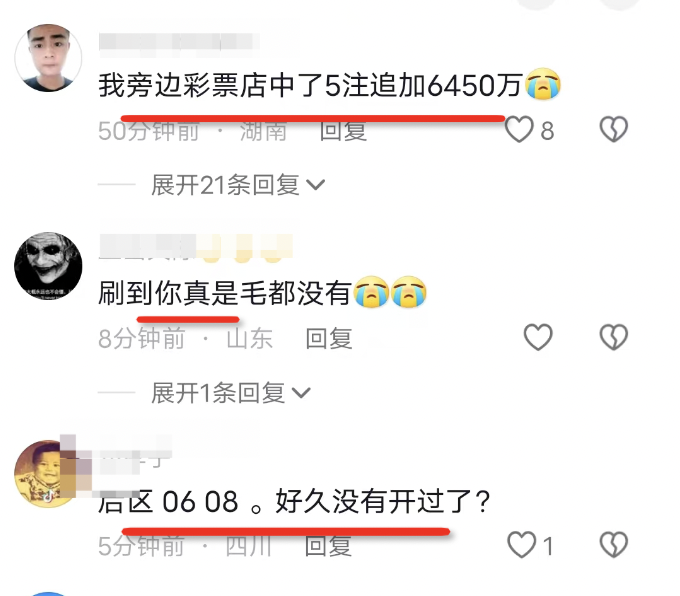 我旁边彩票店中了5注追加6450万😭
50分钟前 · 湖南 回复 8
展开21条回复
刷到你真是毛都没有😭😭
8分钟前 · 山东 回复
展开1条回复
后区 06 08 。好久没有开过了?
5分钟前 · 四川 回复 1